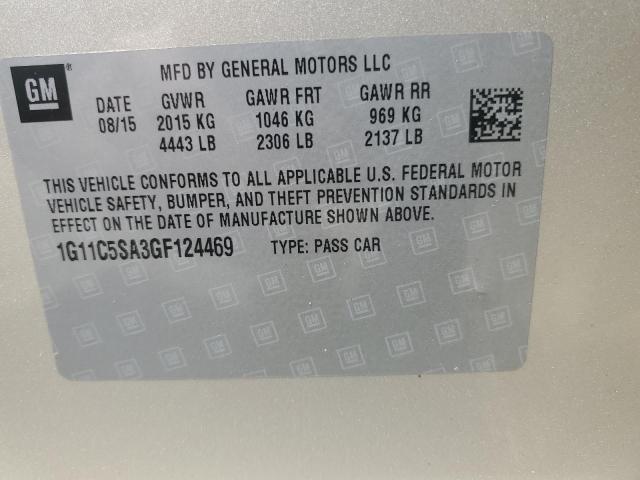 GM ®
MFD BY GENERAL MOTORS LLC
DATE GVWR GAWR FRT GAWR RR
08/15 2015 KG 1046 KG 969 KG
4443 LB 2306 LB 2137 LB
THIS VEHICLE CONFORMS TO ALL APPLICABLE U.S. FEDERAL MOTOR
VEHICLE SAFETY, BUMPER, AND THEFT PREVENTION STANDARDS IN
EFFECT ON THE DATE OF MANUFACTURE SHOWN ABOVE.
1G11C5SA3GF124469 TYPE: PASS CAR